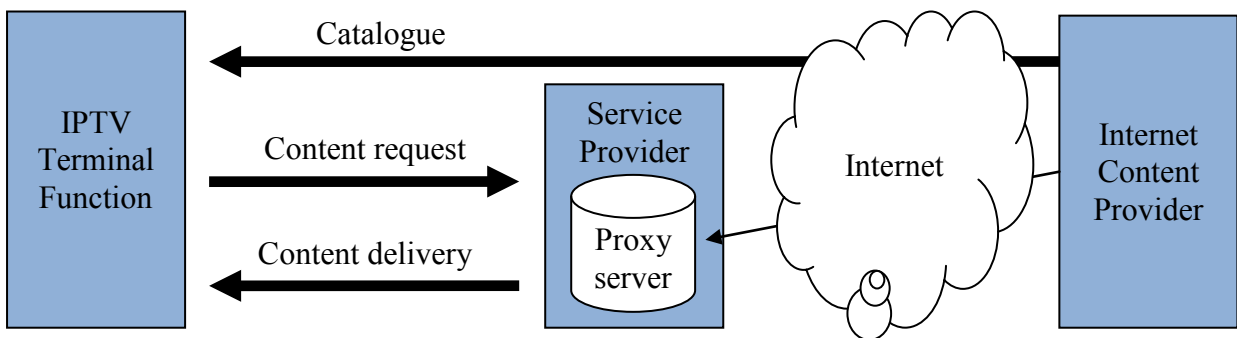 Catalogue
IPTV
Terminal
Function
Content request
Content delivery
Service
Provider
Proxy
server
Internet
Internet
Content
Provider